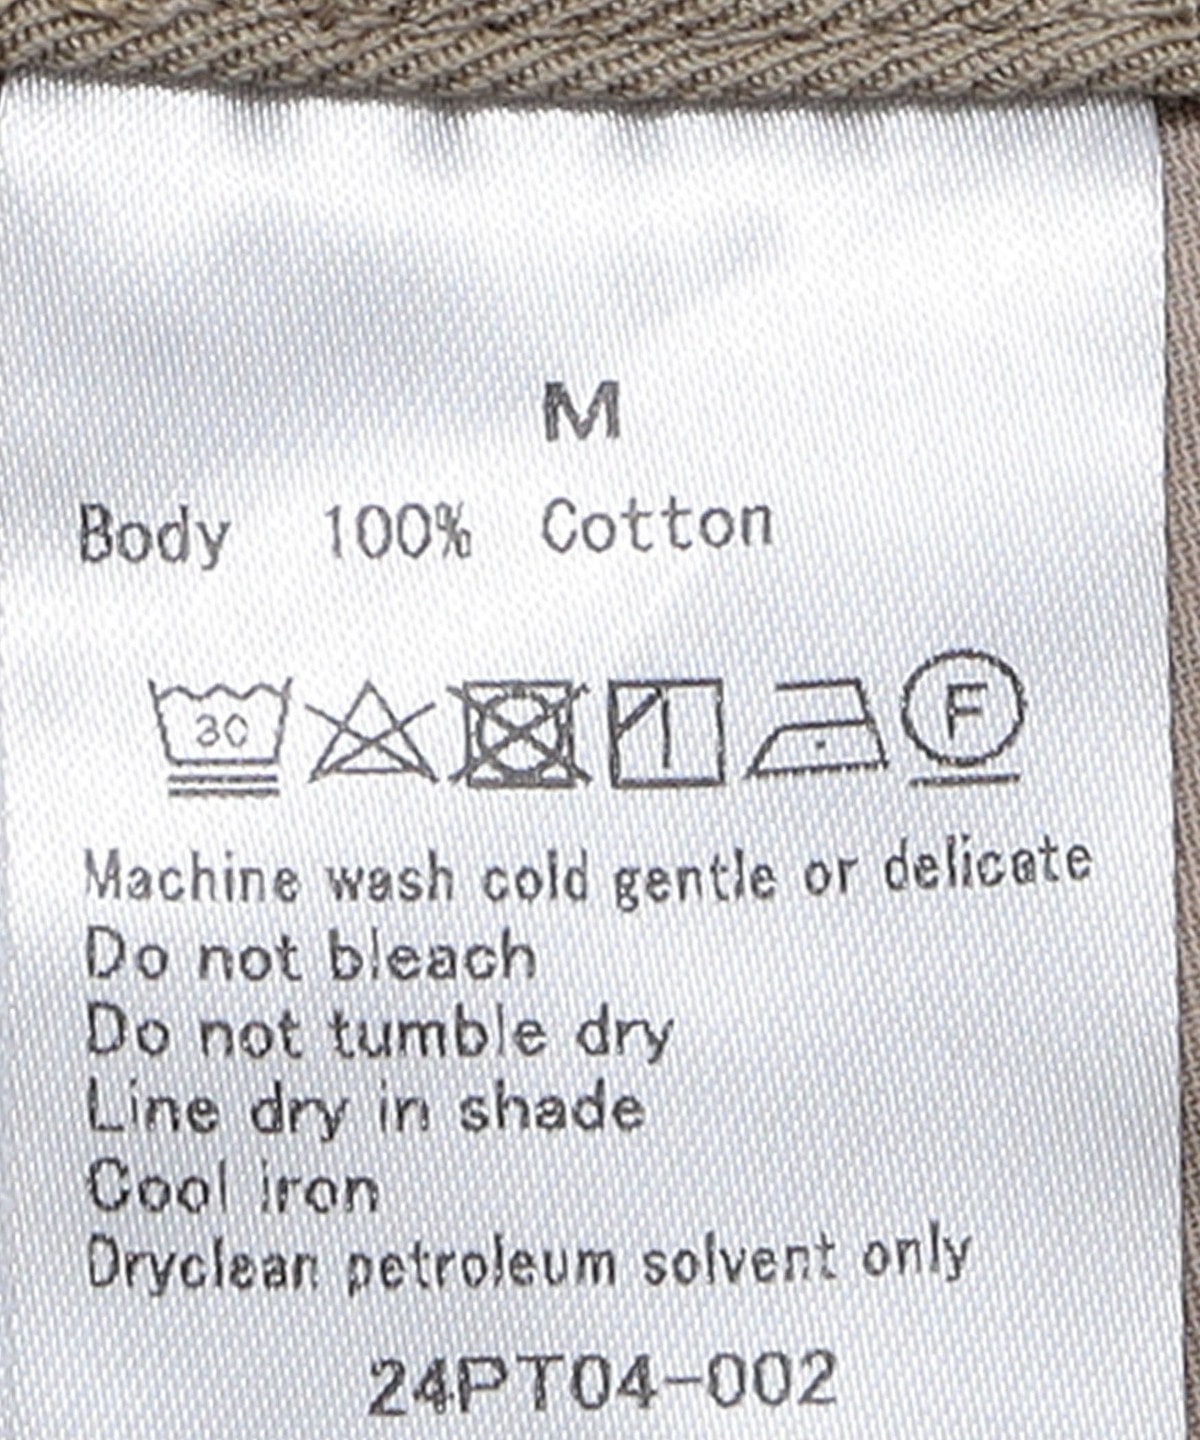 M
Body 100% Cotton
30
F
Machine wash cold gentle or delicate
Do not bleach
Do not tumble dry
Line dry in shade
Cool iron
Dryclean petroleum solvent only
24PT04-002